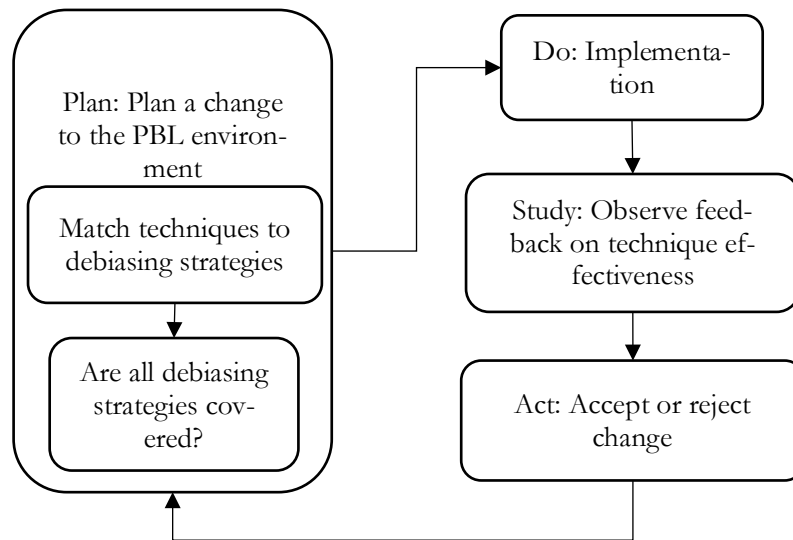 Plan: Plan a change
to the PBL environ-
ment
Match techniques to
debiasing strategies
Are all debiasing
strategies cov-
ered?
Do: Implementa-
tion
Study: Observe feed-
back on technique ef-
fectiveness
Act: Accept or reject
change